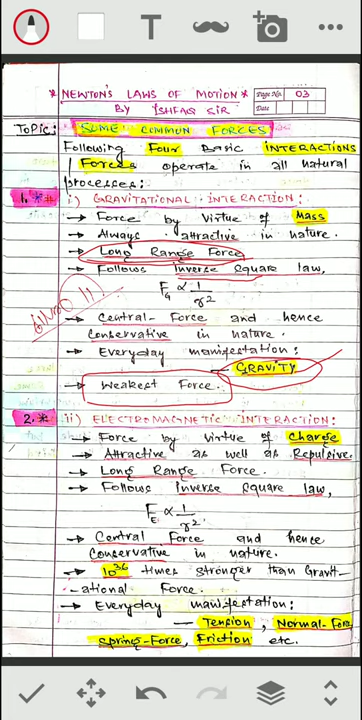 * NEWTON'S LAWS OF MOTION *
BY ISHFAQ SIR
Page No. 03
Date
Topic: SOME COMMON FORCES
Following Four Basic INTERACTIONS
/ Forces operate in all natural
processes:
1.** i) GRAVITATIONAL INTERACTION:
→ Force by virtue of Mass
→ Always attractive in nature.
→ Long Range Force
→ Follows inverse square law,
F_G ∝ 1/r²
→ Central-Force and hence
Conservative in nature.
→ Everyday manifestation:
GRAVITY
→ Weakest Force.
2.* ii) ELECTROMAGNETIC INTERACTION:
→ Force by virtue of Charge
→ Attractive as well as Repulsive.
→ Long Range Force.
→ Follows inverse square law,
F_E ∝ 1/r²
→ Central Force and hence
Conservative in nature.
→ 10³⁶ times stronger than Gravit-
-ational Force.
→ Everyday manifestation:
— Tension, Normal-Force
Spring-Force, Friction etc.